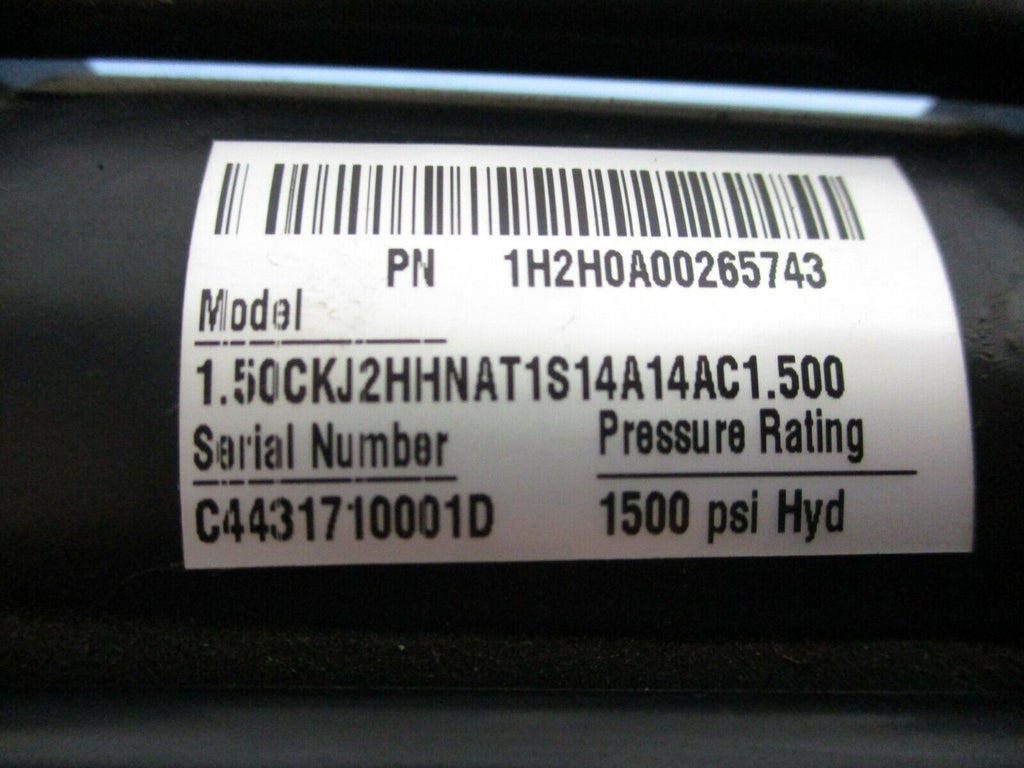 PN 1H2H0A00265743
Model
1.50CKJ2HHNAT1S14A14AC1.500
Serial Number Pressure Rating
C4431710001D 1500 psi Hyd